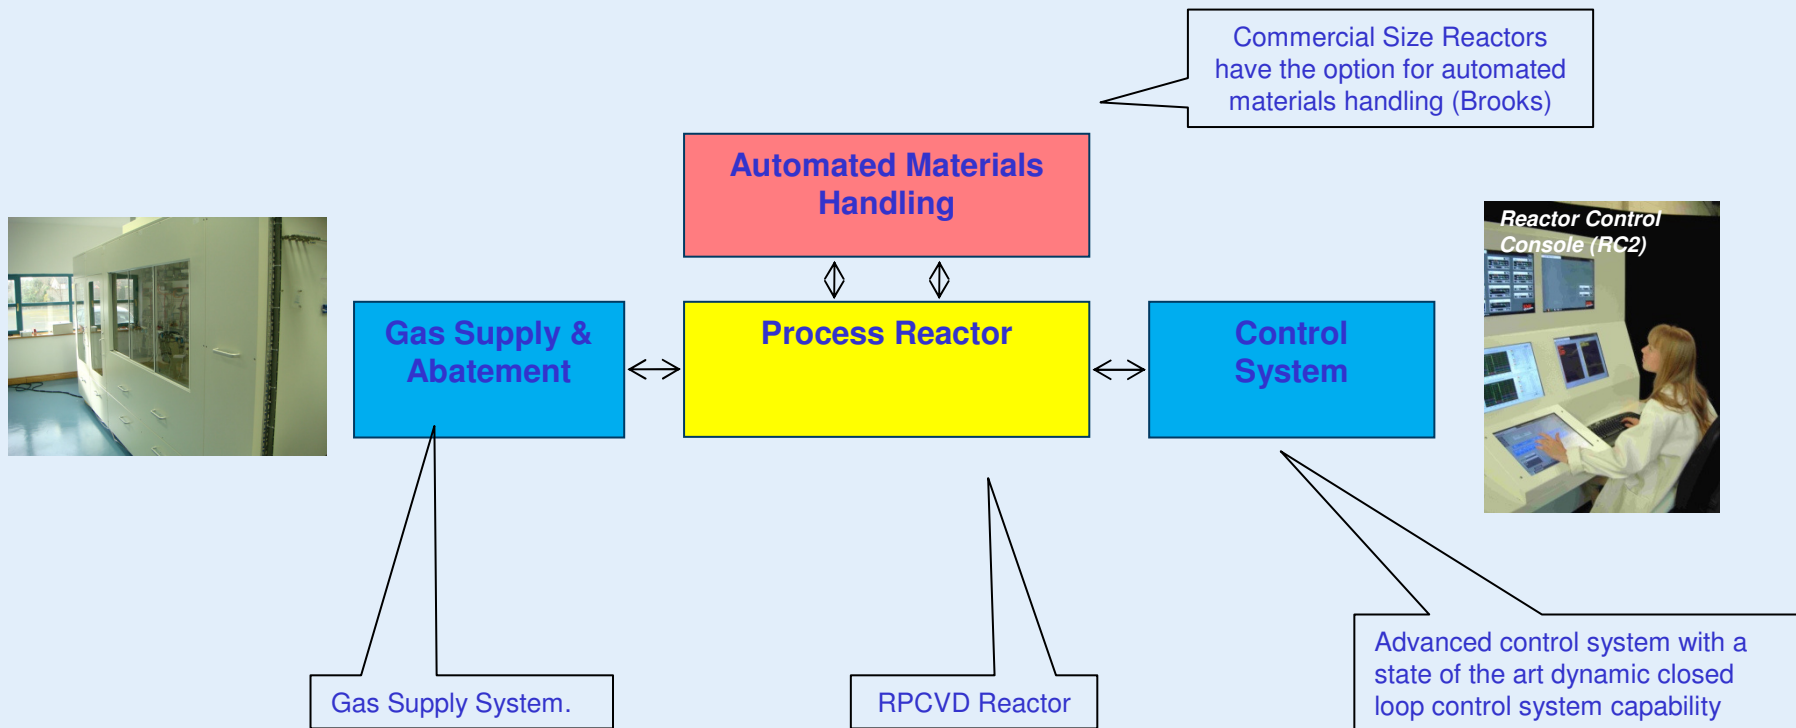 Commercial Size Reactors
have the option for automated
materials handling (Brooks)
Automated Materials
Handling
Reactor Control
Console (RC2)
Gas Supply &
Abatement
Process Reactor
Control
System
Gas Supply System.
RPCVD Reactor
Advanced control system with a
state of the art dynamic closed
loop control system capability